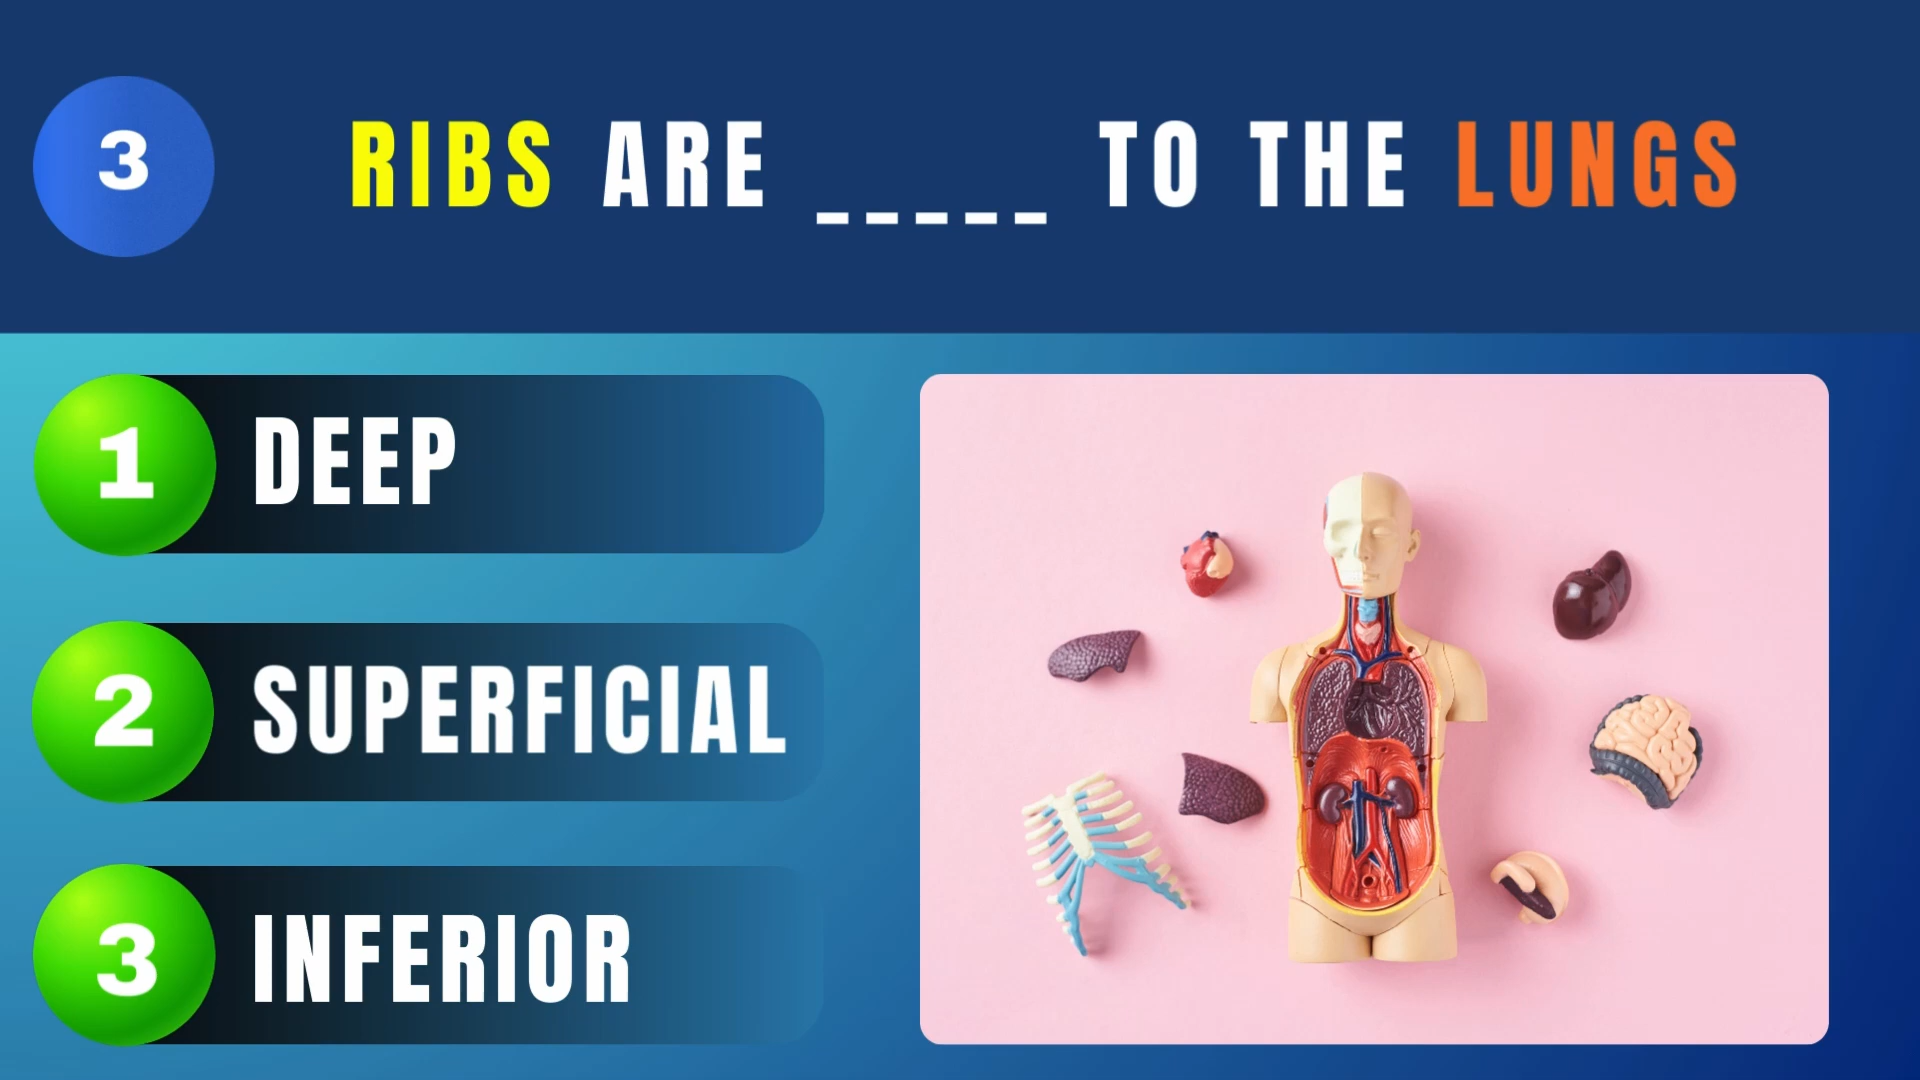 3
RIBS ARE _____ TO THE LUNGS
1 DEEP
2 SUPERFICIAL
3 INFERIOR